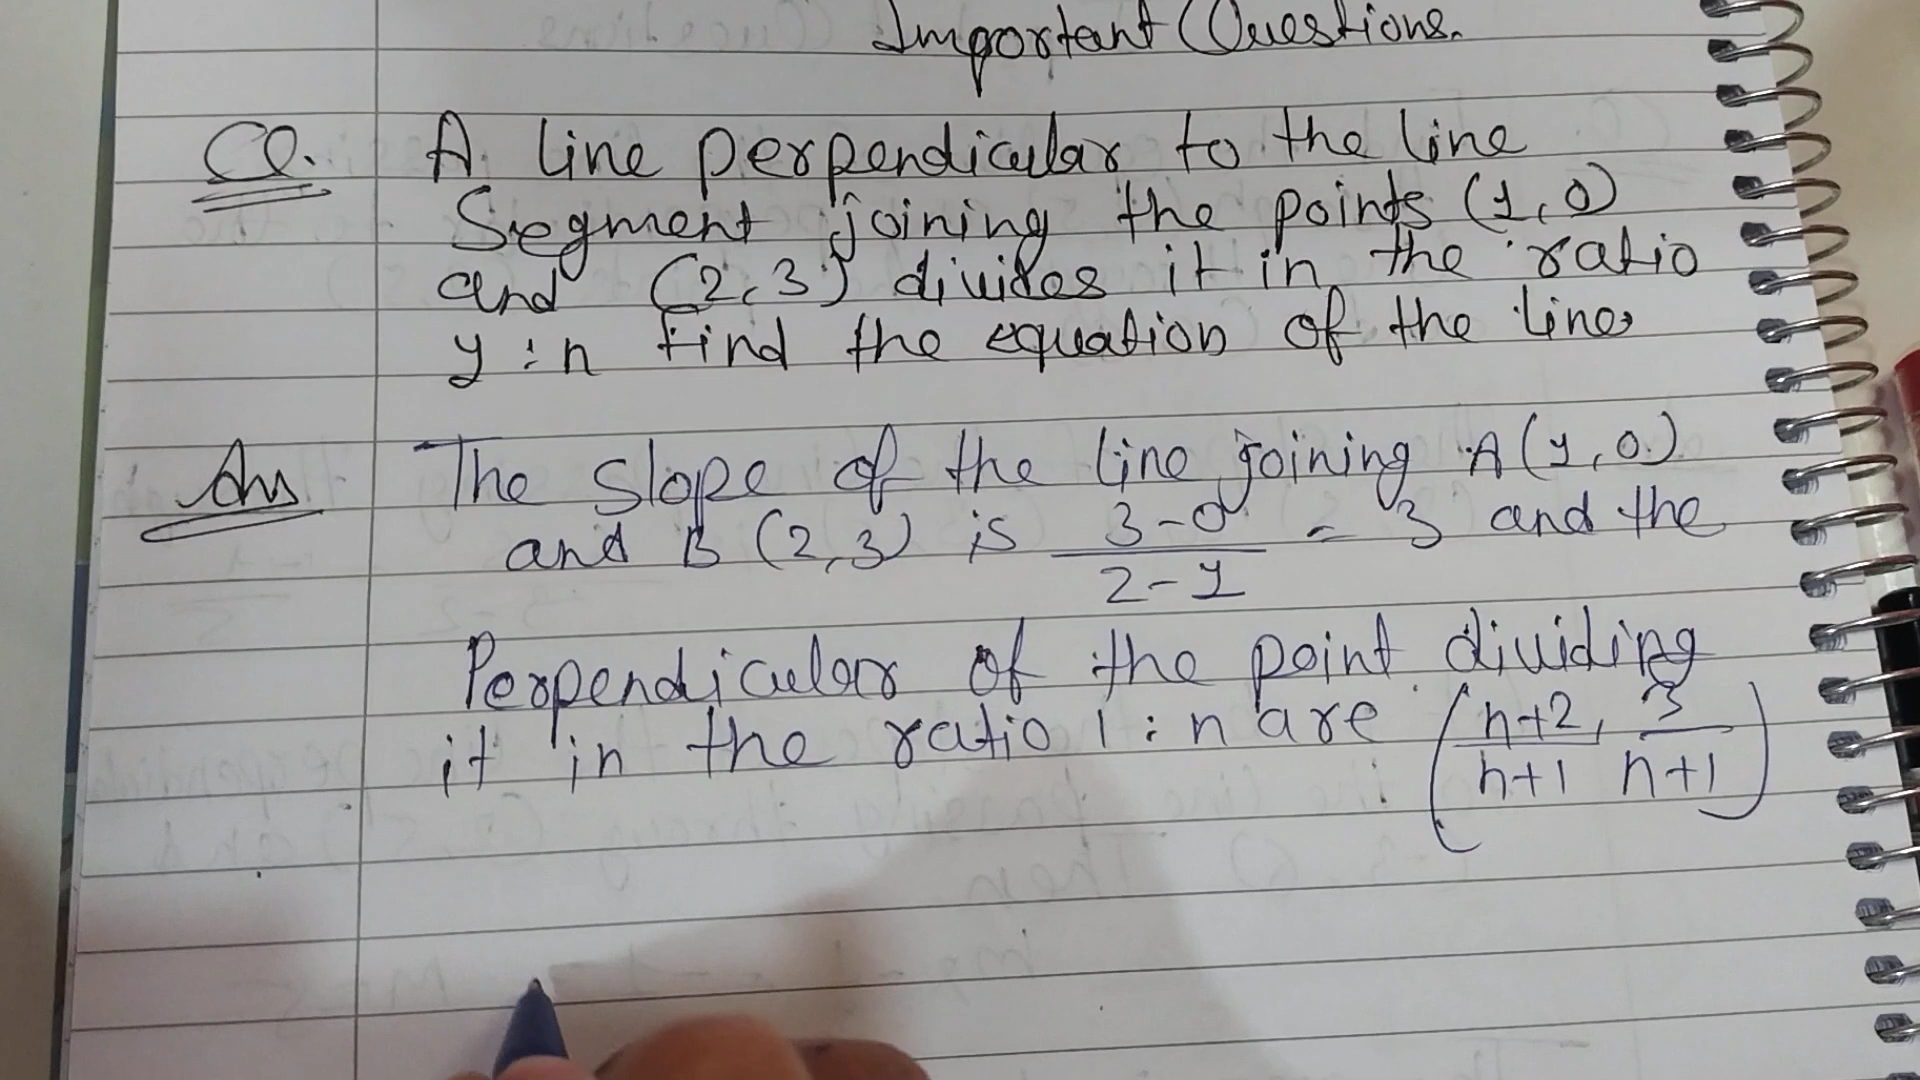 Important Questions.
Q. A line perpendicular to the line
Segment joining the points (1,0)
and (2,3) divides it in the ratio
1:n find the equation of the line.
Ans The slope of the line joining A(1,0)
and B(2,3) is 3-0/2-1 = 3 and the
Perpendicular of the point dividing
it in the ratio 1:n are (n+2/n+1, 3/n+1)